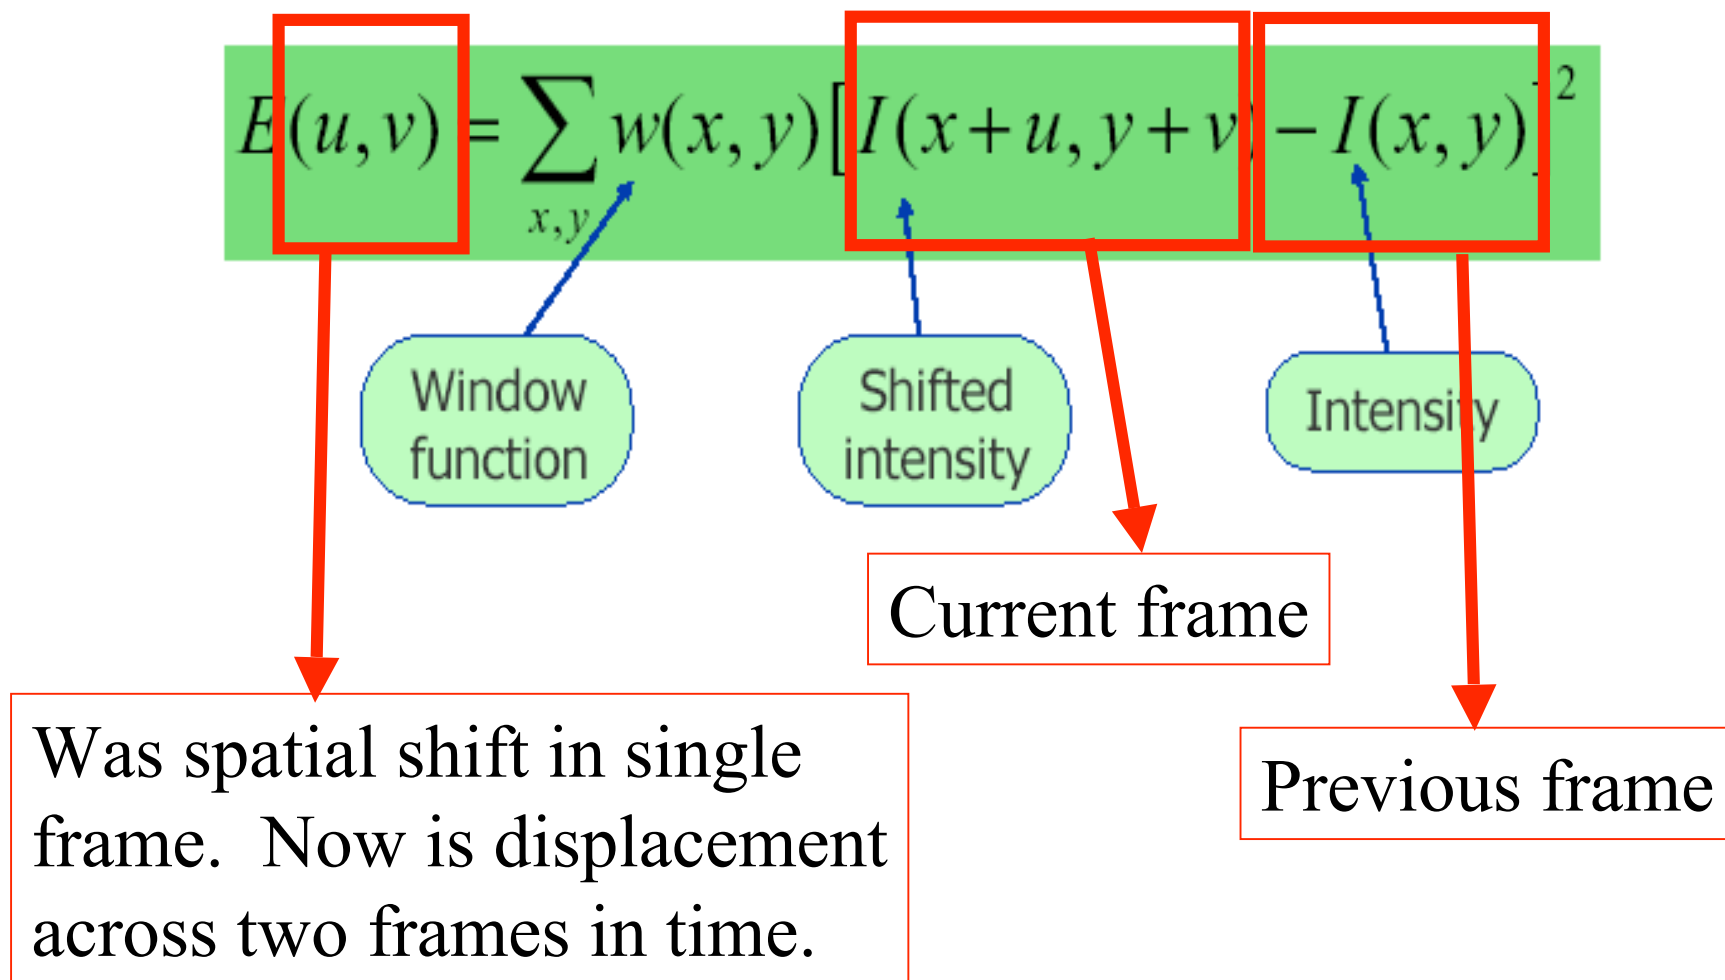 E(u,v) = ∑ w(x,y)[I(x+u,y+v) − I(x,y)]²
x,y
Window
function
Shifted
intensity
Intensity
Current frame
Was spatial shift in single
frame. Now is displacement
across two frames in time.
Previous frame